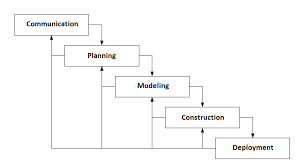 Communication
Planning
Modeling
Construction
Deployment